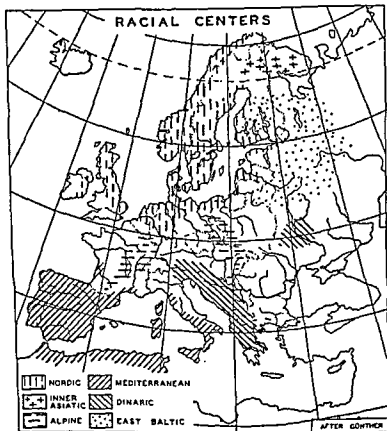 RACIAL CENTERS
NORDIC
MEDITERRANEAN
INNER
ASIATIC
DINARIC
ALPINE
EAST BALTIC
AFTER GÜNTHER